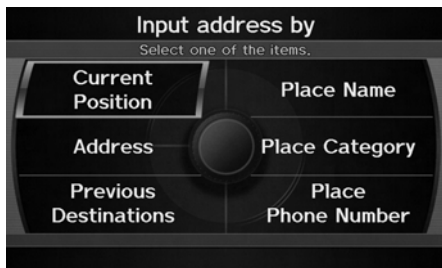 Input address by
Select one of the items.
Current
Position
Place Name
Address
Place Category
Previous
Destinations
Place
Phone Number